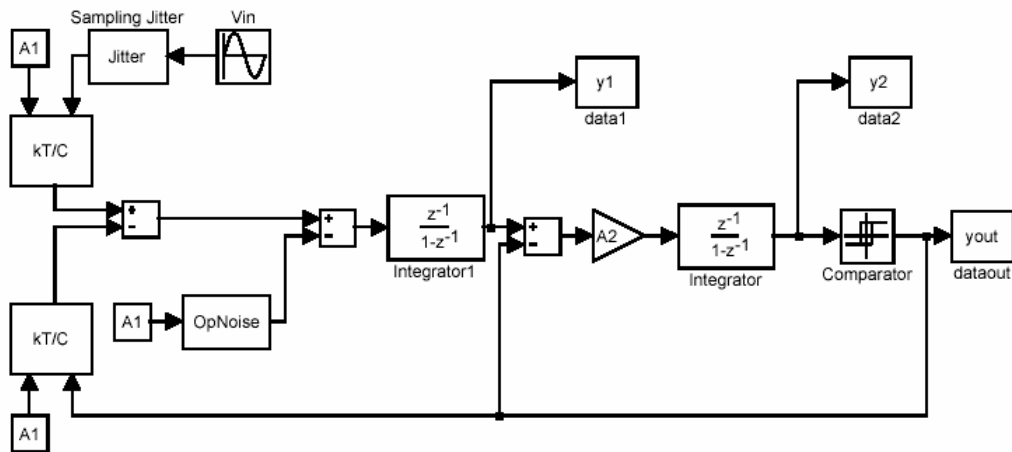 Sampling Jitter
Vin
A1
Jitter
kT/C
+
-
y1
data1
y2
data2
+
-
z-1
1-z-1
Integrator1
+
-
A2
z-1
1-z-1
Integrator
Comparator
yout
dataout
A1
OpNoise
kT/C
A1